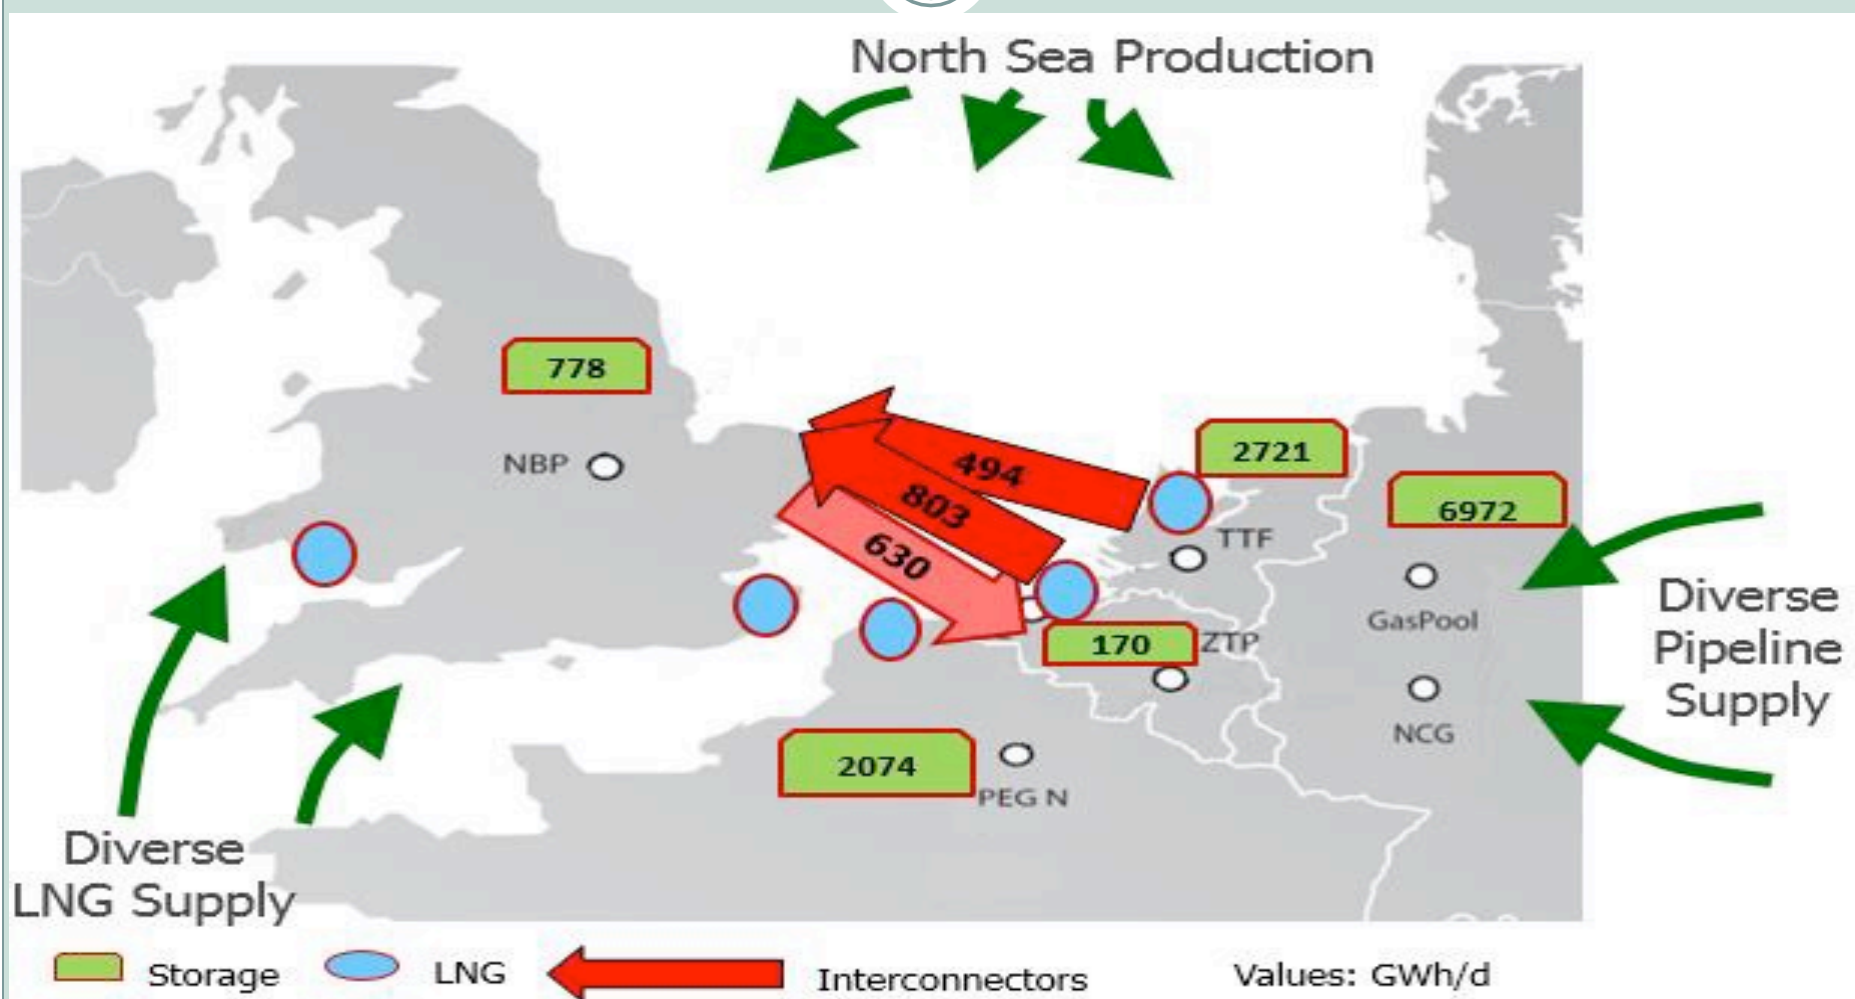 North Sea Production
778
494
2721
NBP
803
6972
TTF
630
GasPool
Diverse
Pipeline
Supply
170
ZTP
NCG
2074
PEG N
Diverse
LNG Supply
Storage
LNG
Interconnectors
Values: GWh/d